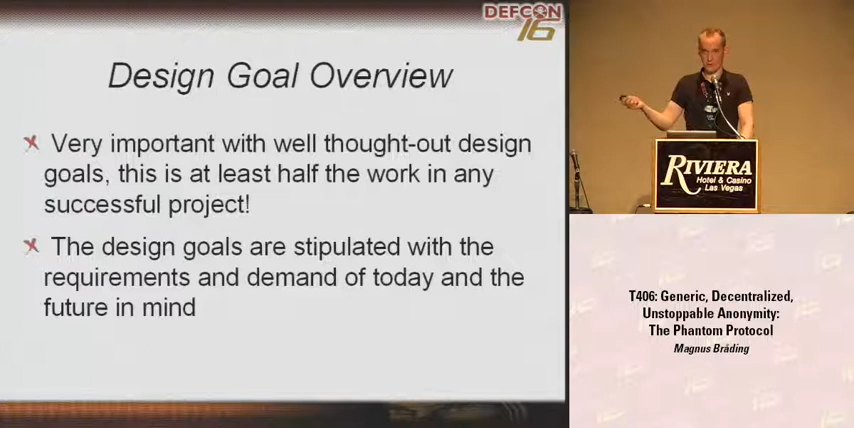 DEFCON
16
Design Goal Overview
Very important with well thought-out design
goals, this is at least half the work in any
successful project!
The design goals are stipulated with the
requirements and demand of today and the
future in mind
RIVIERA
Hotel & Casino
Las Vegas
T406: Generic, Decentralized,
Unstoppable Anonymity:
The Phantom Protocol
Magnus Bråding